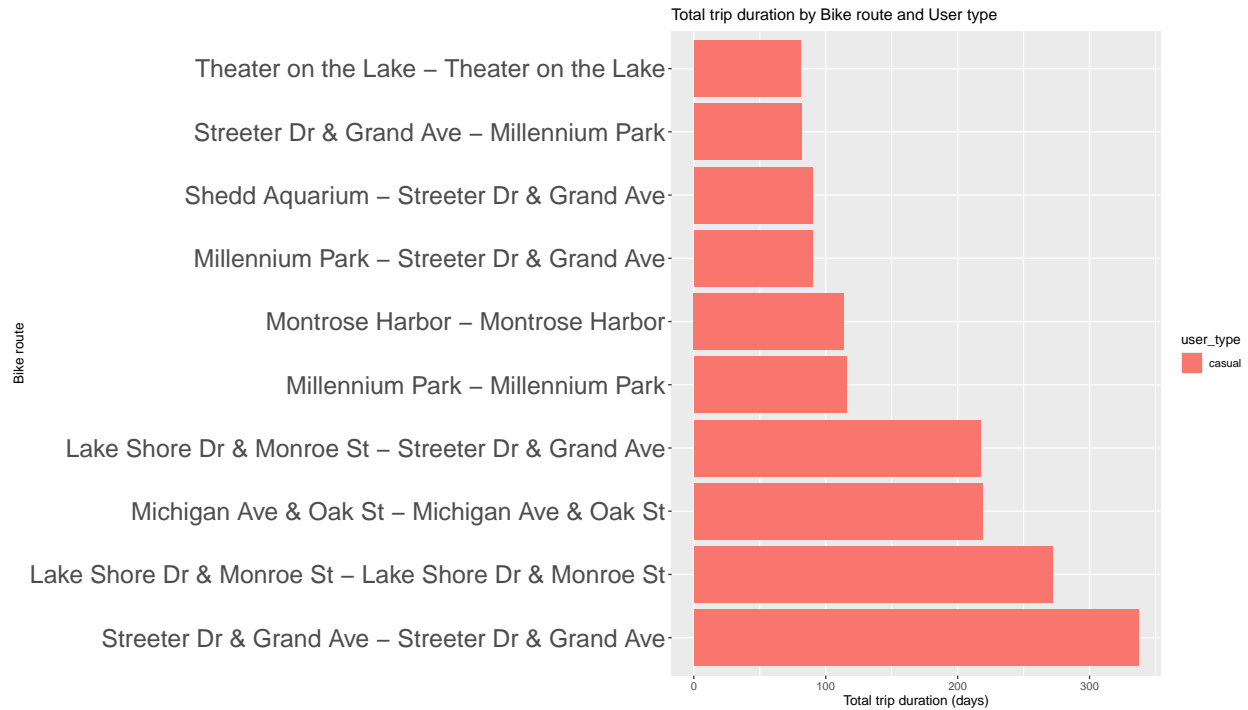 Total trip duration by Bike route and User type
Theater on the Lake − Theater on the Lake
Streeter Dr & Grand Ave − Millennium Park
Shedd Aquarium − Streeter Dr & Grand Ave
Millennium Park − Streeter Dr & Grand Ave
Montrose Harbor − Montrose Harbor
Millennium Park − Millennium Park
Lake Shore Dr & Monroe St − Streeter Dr & Grand Ave
Michigan Ave & Oak St − Michigan Ave & Oak St
Lake Shore Dr & Monroe St − Lake Shore Dr & Monroe St
Streeter Dr & Grand Ave − Streeter Dr & Grand Ave
Bike route
0 100 200 300
Total trip duration (days)
user_type
casual